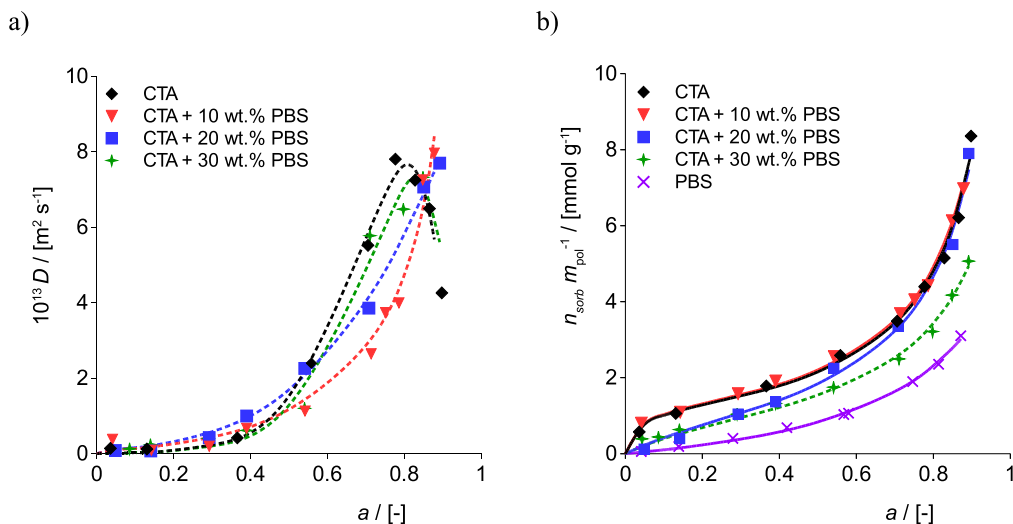 a)
10
8
6
4
2
0
10¹³ D / [m² s⁻¹]
CTA
CTA + 10 wt.% PBS
CTA + 20 wt.% PBS
CTA + 30 wt.% PBS
0 0.2 0.4 0.6 0.8 1
a / [-]
b)
10
8
6
4
2
0
n_sorb m_pol⁻¹ / [mmol g⁻¹]
CTA
CTA + 10 wt.% PBS
CTA + 20 wt.% PBS
CTA + 30 wt.% PBS
PBS
0 0.2 0.4 0.6 0.8 1
a / [-]